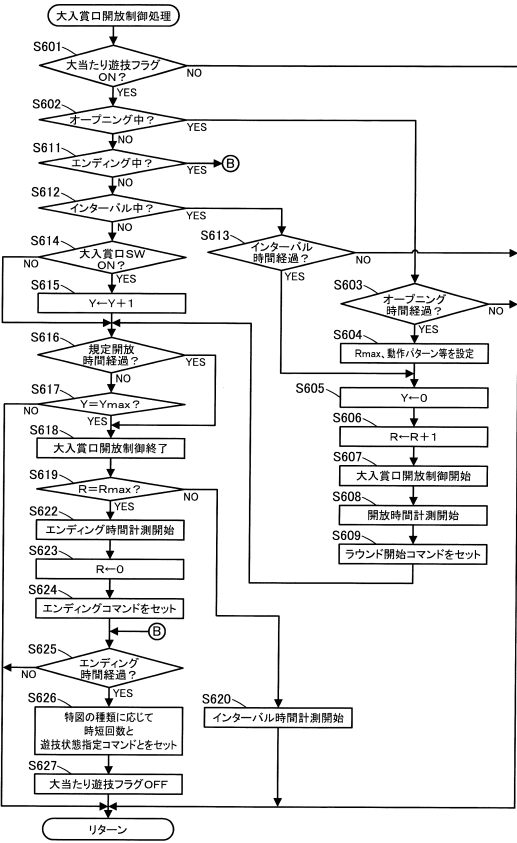 大入賞口開放制御処理
S601
大当たり遊技フラグ
ON？
NO
YES
S602
オープニング中？
YES
NO
S611
エンディング中？
YES
B
NO
S612
インターバル中？
YES
NO
S613
インターバル
時間経過？
NO
YES
S614
大入賞口SW
ON？
NO
YES
S615
Y←Y＋1
S603
オープニング
時間経過？
NO
YES
S604
Rmax、動作パターン等を設定
S605
Y←0
S606
R←R＋1
S607
大入賞口開放制御開始
S608
開放時間計測開始
S609
ラウンド開始コマンドをセット
S616
規定開放
時間経過？
YES
NO
S617
Y＝Ymax？
NO
YES
S618
大入賞口開放制御終了
S619
R＝Rmax？
NO
YES
S622
エンディング時間計測開始
S623
R←0
S624
エンディングコマンドをセット
B
S625
エンディング
時間経過？
NO
YES
S620
インターバル時間計測開始
S626
特図の種類に応じて
時短回数と
遊技状態指定コマンドとをセット
S627
大当たり遊技フラグOFF
リターン